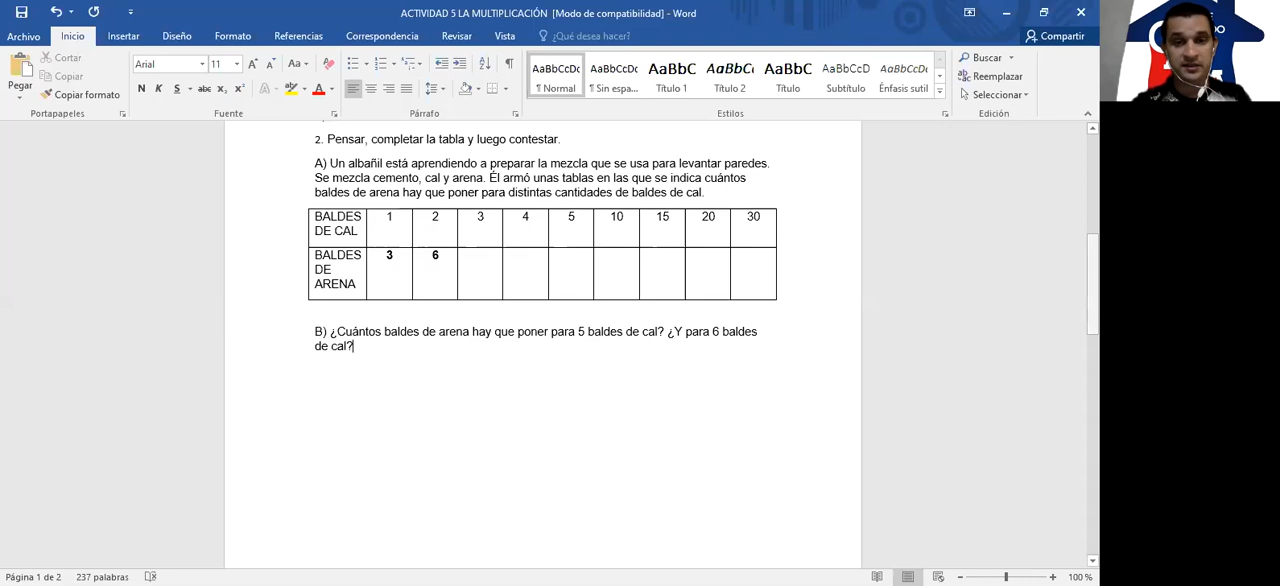 ACTIVIDAD 5 LA MULTIPLICACIÓN [Modo de compatibilidad] - Word
Archivo Inicio Insertar Diseño Formato Referencias Correspondencia Revisar Vista ¿Qué desea hacer? Compartir
Pegar
Cortar
Copiar
Copiar formato
Portapapeles
Arial 11
N K S abc x₂ x²
Fuente
Párrafo
AaBbCcDc AaBbCcDc AaBbC AaBbC AaBbC AaBbCcD AaBbCcDc
¶ Normal ¶ Sin espa... Título 1 Título 2 Título Subtítulo Énfasis sutil
Estilos
Buscar
Reemplazar
Seleccionar
Edición
2. Pensar, completar la tabla y luego contestar.
A) Un albañil está aprendiendo a preparar la mezcla que se usa para levantar paredes.
Se mezcla cemento, cal y arena. Él armó unas tablas en las que se indica cuántos
baldes de arena hay que poner para distintas cantidades de baldes de cal.
BALDES DE CAL 1 2 3 4 5 10 15 20 30
BALDES DE ARENA 3 6
B) ¿Cuántos baldes de arena hay que poner para 5 baldes de cal? ¿Y para 6 baldes
de cal?
Página 1 de 2 237 palabras 100 %